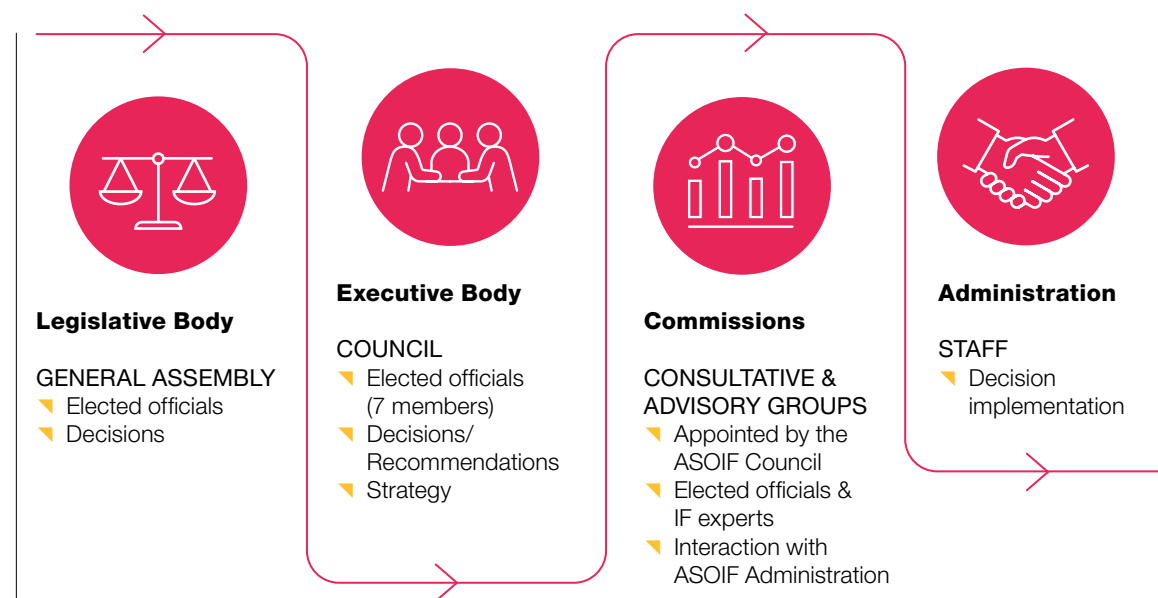 Legislative Body
GENERAL ASSEMBLY
Elected officials
Decisions
Executive Body
COUNCIL
Elected officials
(7 members)
Decisions/
Recommendations
Strategy
Commissions
CONSULTATIVE &
ADVISORY GROUPS
Appointed by the
ASOIF Council
Elected officials &
IF experts
Interaction with
ASOIF Administration
Administration
STAFF
Decision
implementation